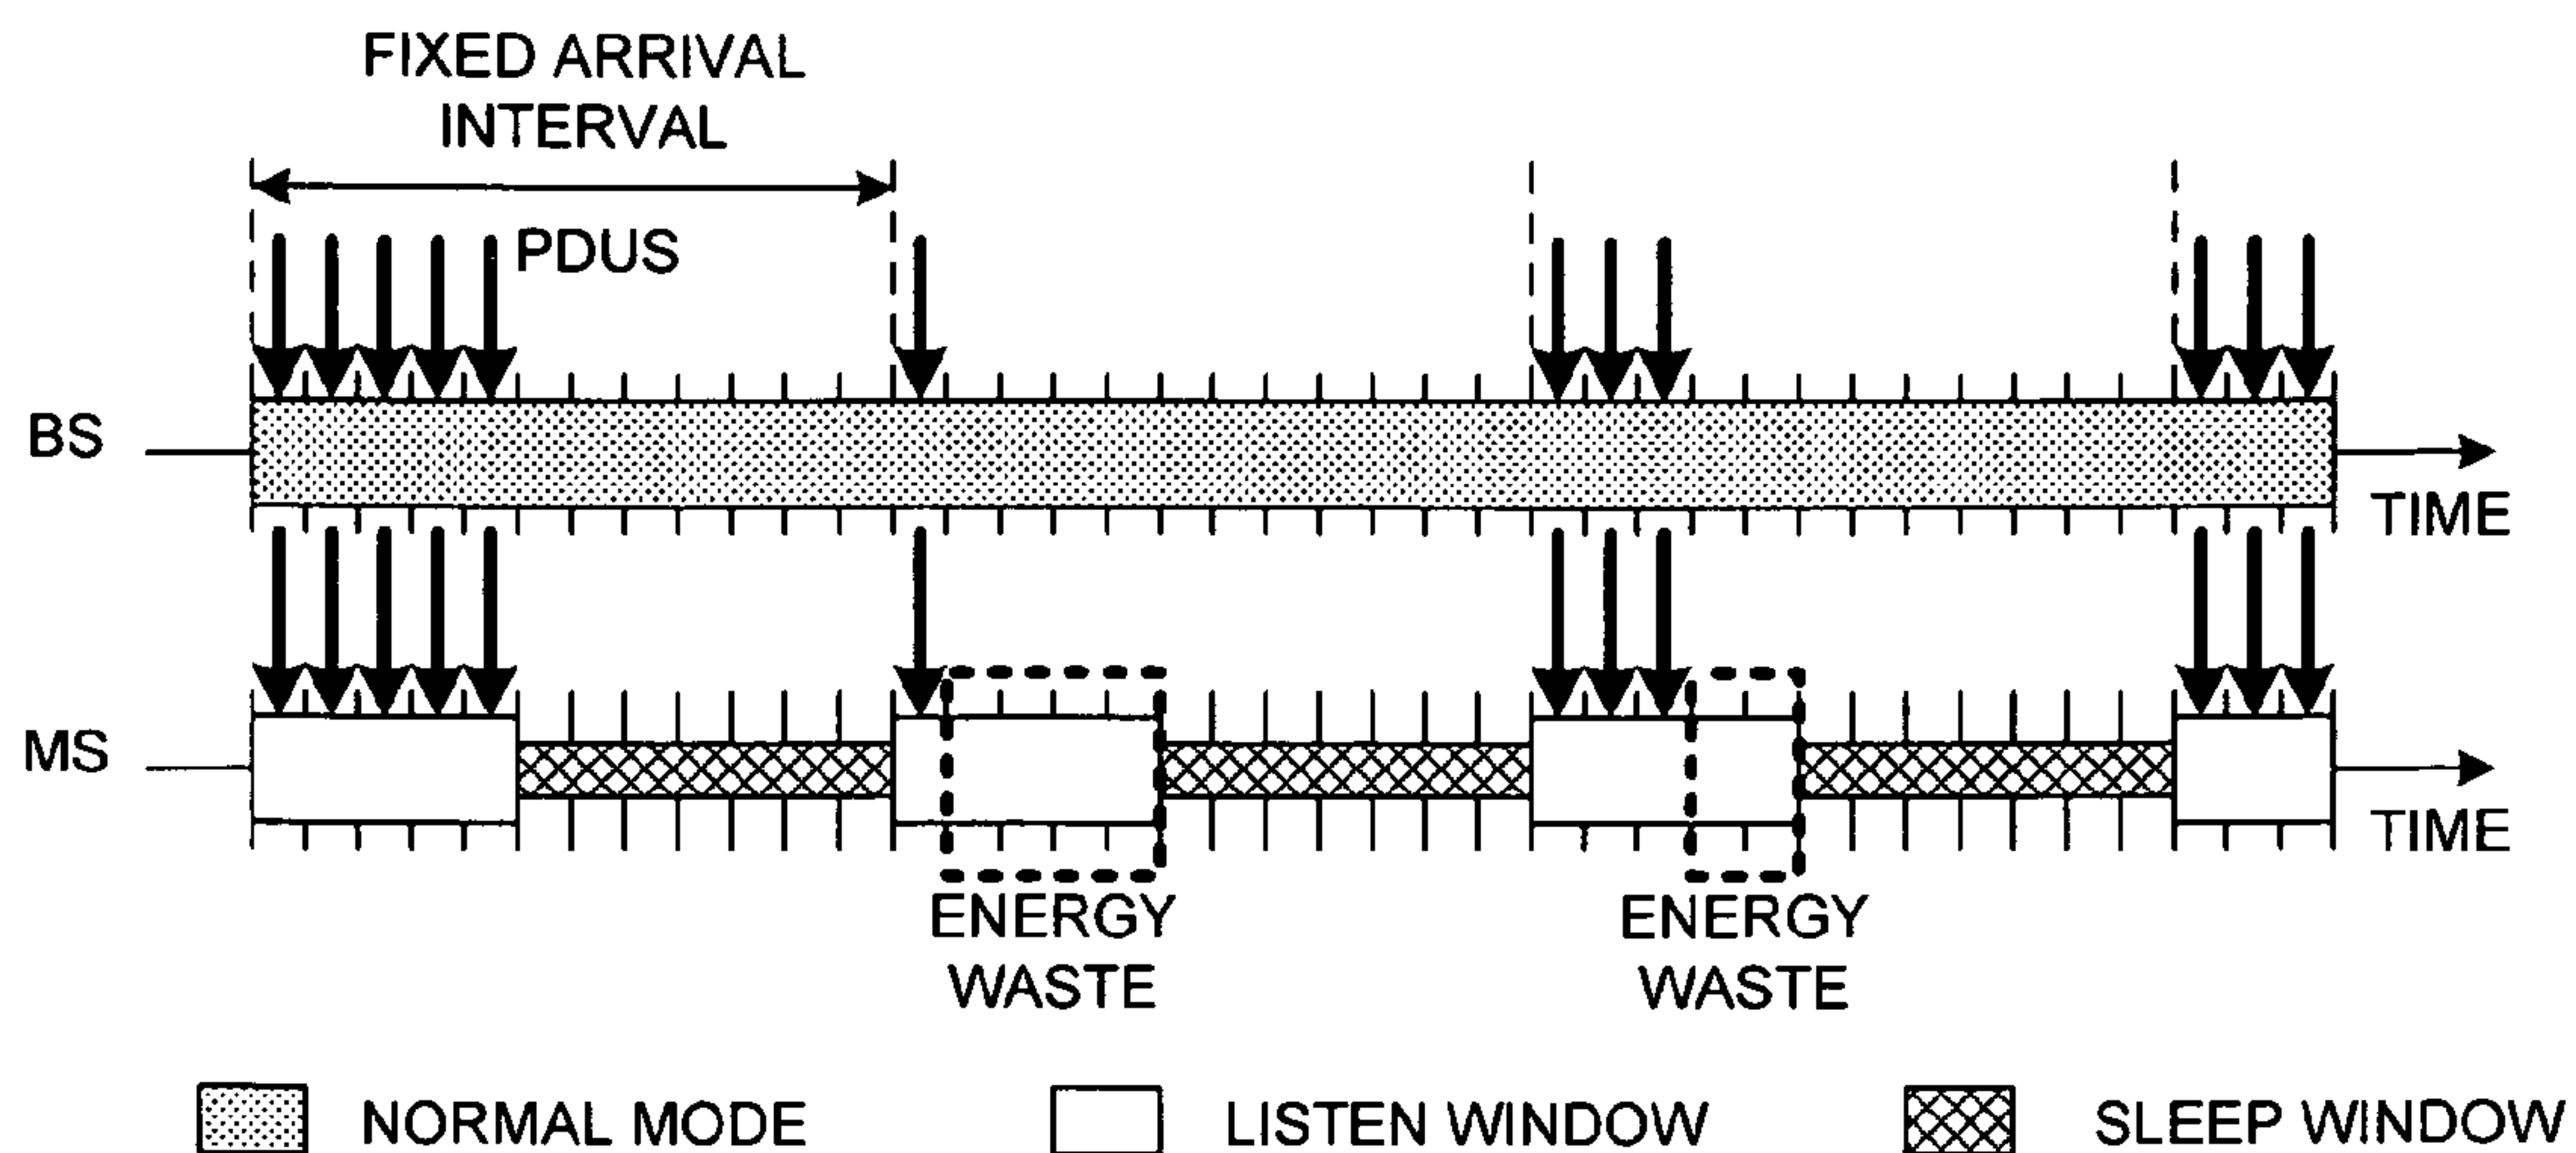 FIXED ARRIVAL
INTERVAL
PDUS
BS
TIME
MS
TIME
ENERGY
WASTE
ENERGY
WASTE
NORMAL MODE
LISTEN WINDOW
SLEEP WINDOW